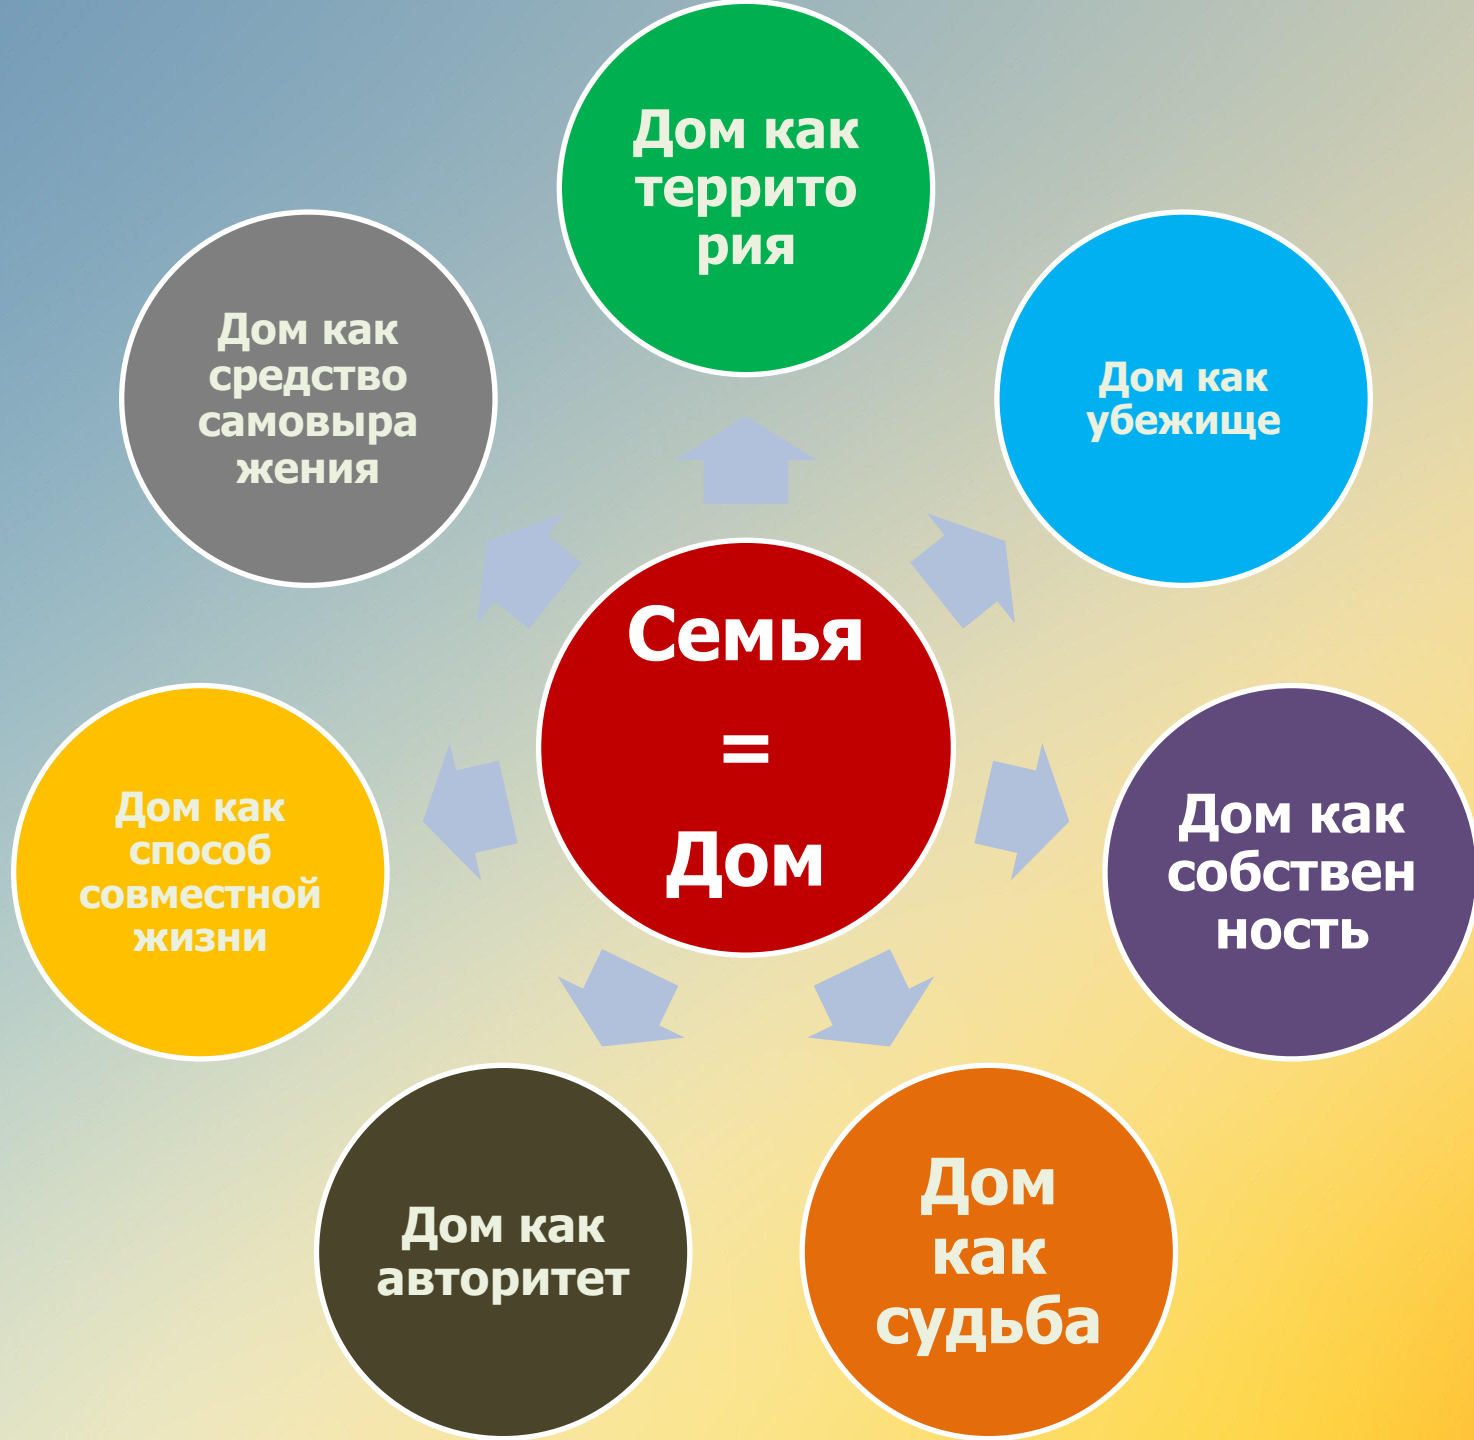 Дом как
террито
рия
Дом как
убежище
Дом как
собствен
ность
Дом
как
судьба
Дом как
авторитет
Дом как
способ
совместной
жизни
Дом как
средство
самовыра
жения
Семья
=
Дом